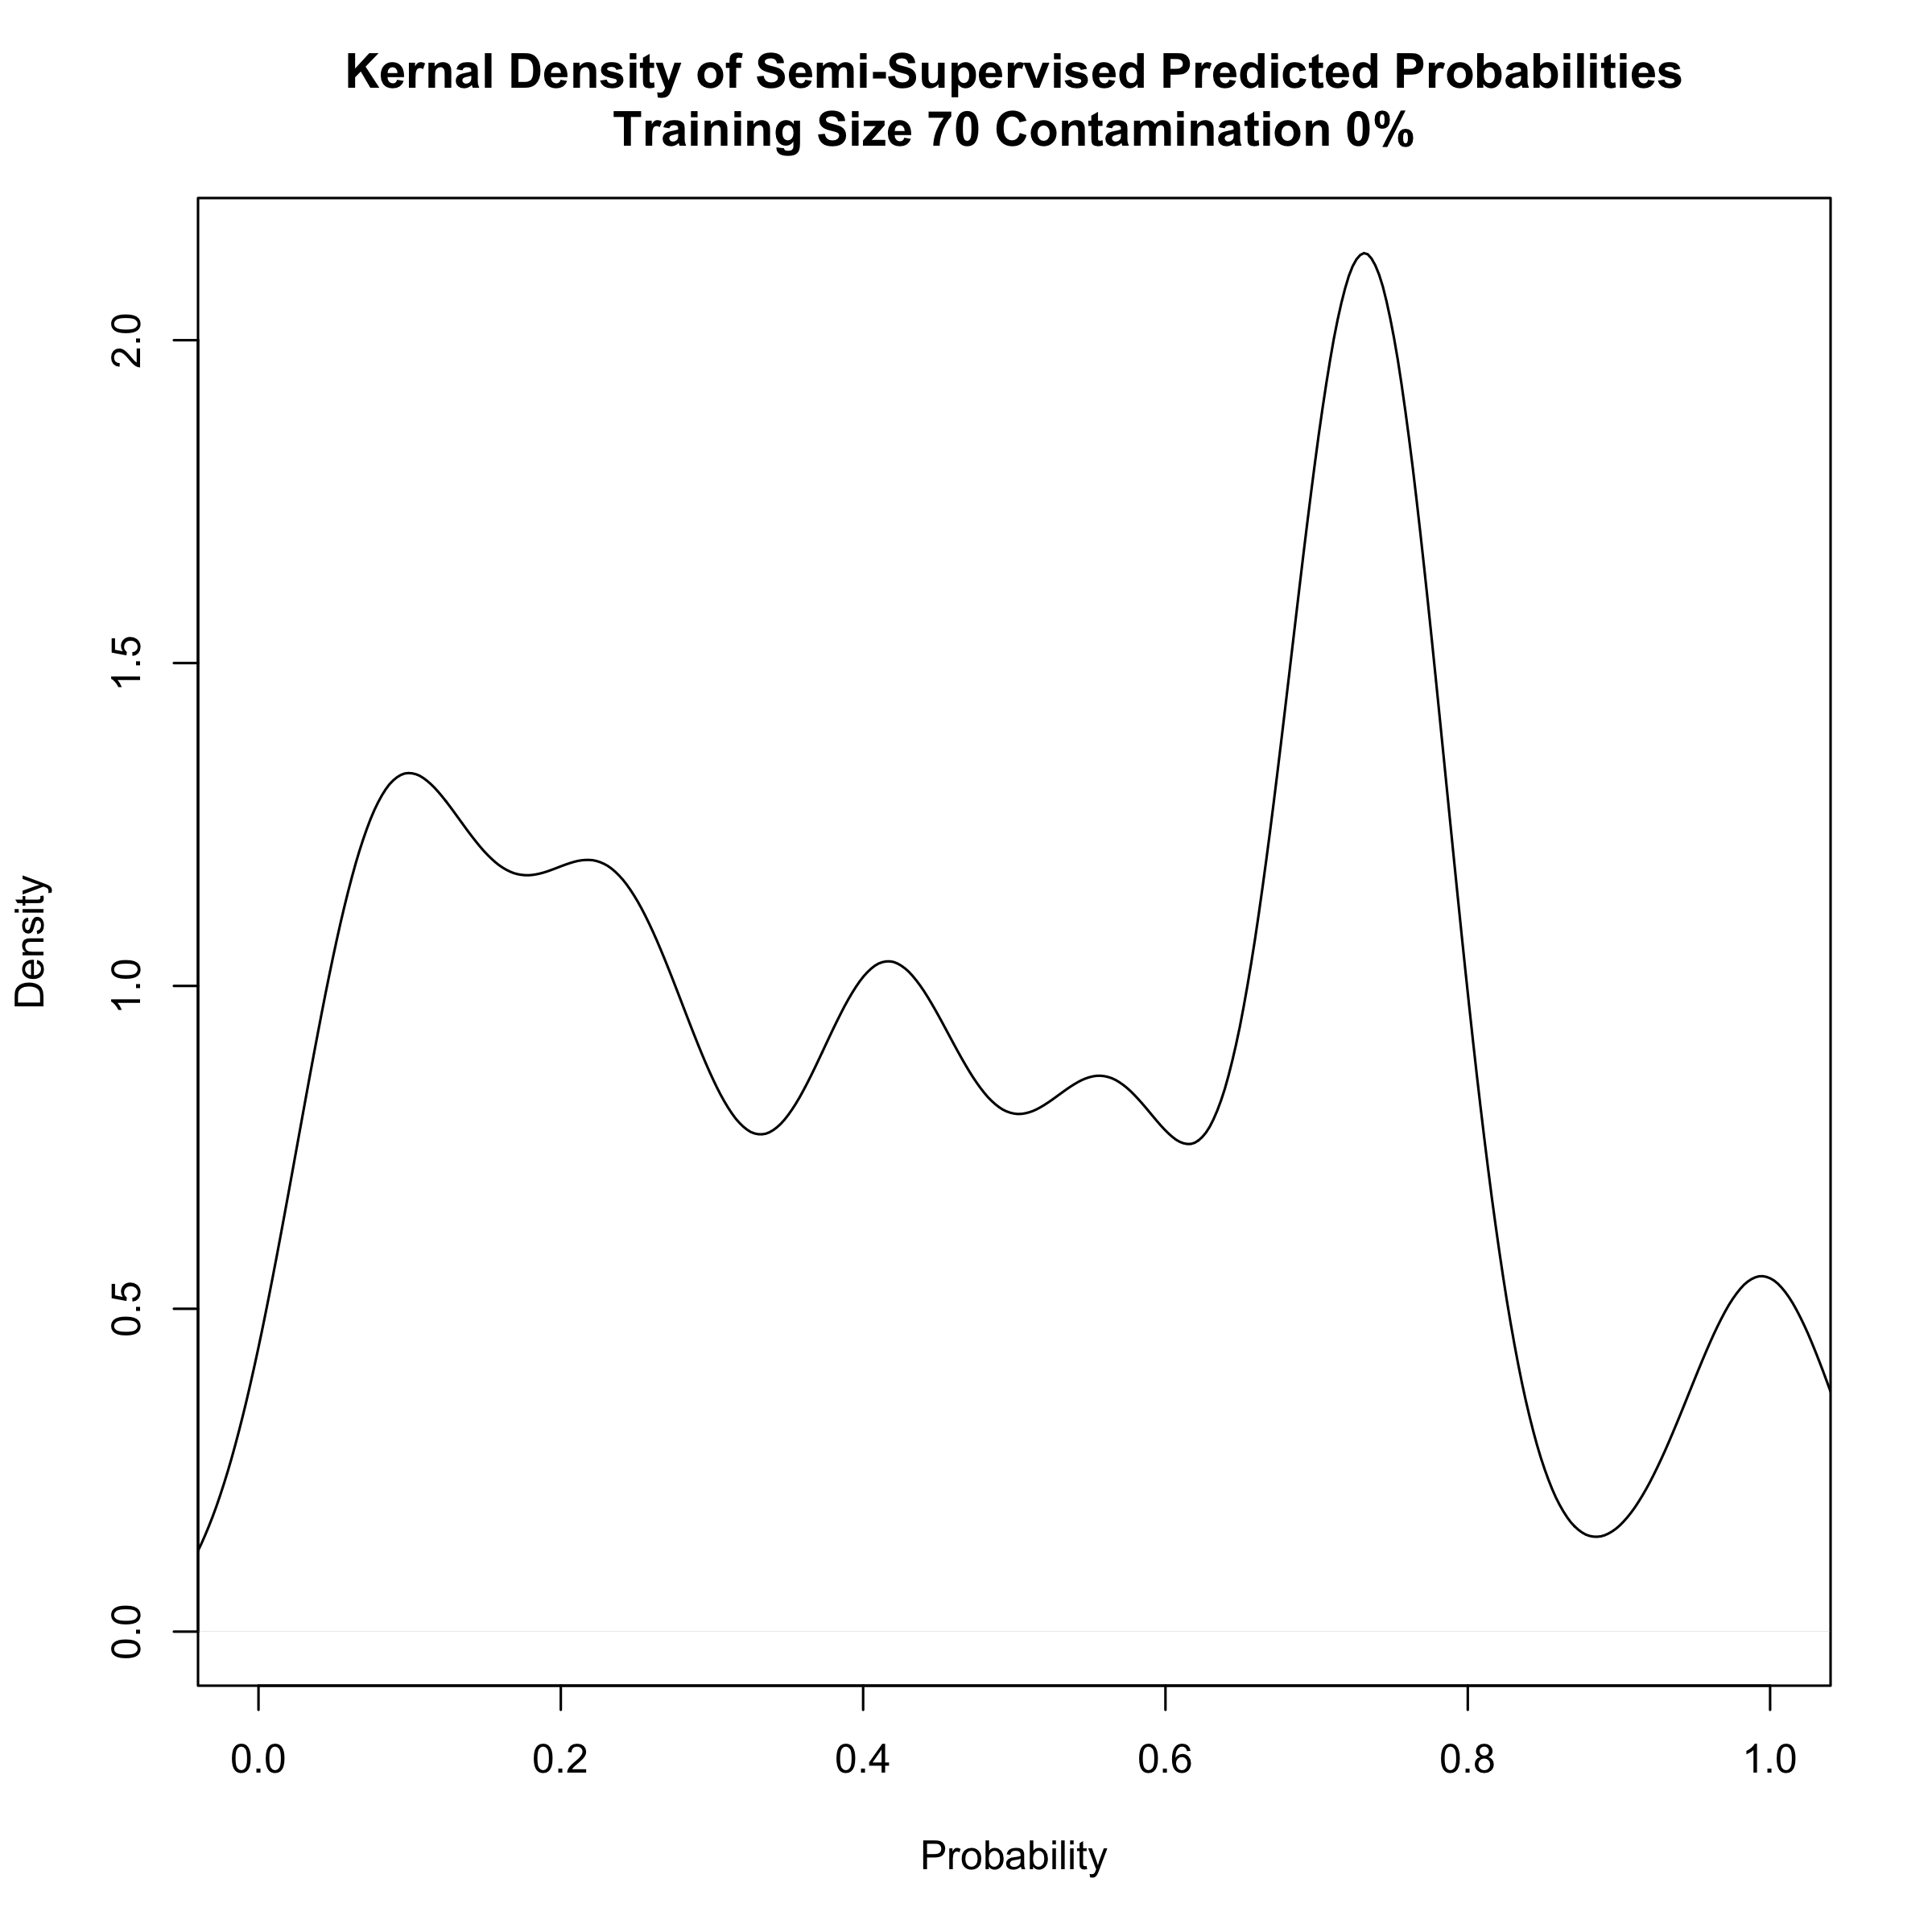 Kernal Density of Semi-Supervised Predicted Probabilities
Training Size 70 Contamination 0%
Density
2.0
1.5
1.0
0.5
0.0
0.0 0.2 0.4 0.6 0.8 1.0
Probability